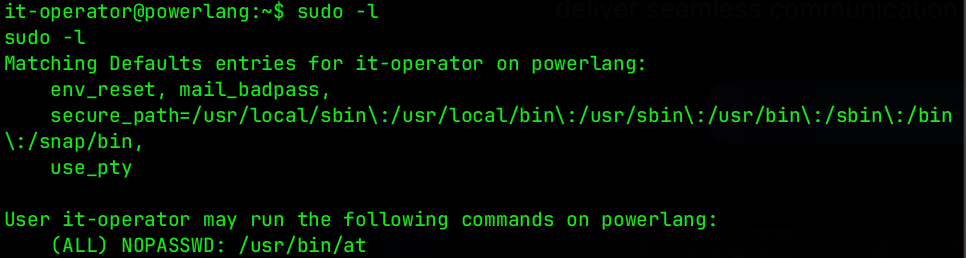 deliver seamless communication
it-operator@powerlang:~$ sudo -l
sudo -l
Matching Defaults entries for it-operator on powerlang:
    env_reset, mail_badpass,
    secure_path=/usr/local/sbin\:/usr/local/bin\:/usr/sbin\:/usr/bin\:/sbin\:/bin
\:/snap/bin,
    use_pty

User it-operator may run the following commands on powerlang:
    (ALL) NOPASSWD: /usr/bin/at